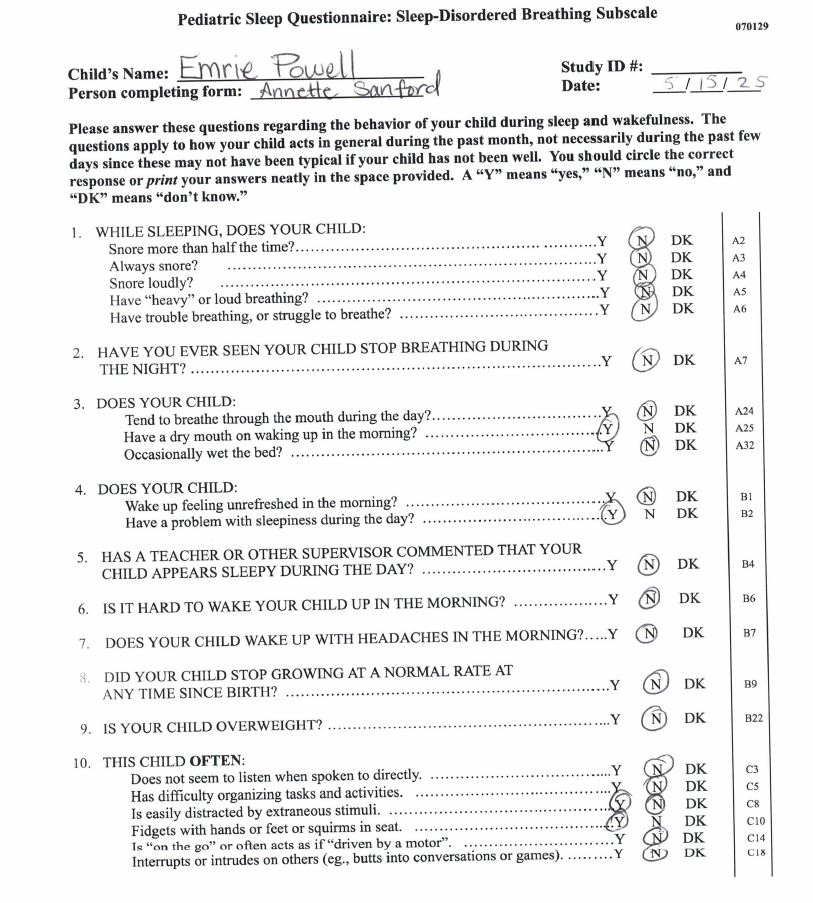 Pediatric Sleep Questionnaire: Sleep-Disordered Breathing Subscale
070129
Child's Name: Emrie Powell Study ID #: ________
Person completing form: Annette Sanford Date: 5/15/25
Please answer these questions regarding the behavior of your child during sleep and wakefulness. The
questions apply to how your child acts in general during the past month, not necessarily during the past few
days since these may not have been typical if your child has not been well. You should circle the correct
response or print your answers neatly in the space provided. A “Y” means “yes,” “N” means “no,” and
“DK” means “don't know.”
1. WHILE SLEEPING, DOES YOUR CHILD:
Snore more than half the time? Y N DK A2
Always snore? Y N DK A3
Snore loudly? Y N DK A4
Have “heavy” or loud breathing? Y N DK A5
Have trouble breathing, or struggle to breathe? Y N DK A6
2. HAVE YOU EVER SEEN YOUR CHILD STOP BREATHING DURING
THE NIGHT? Y N DK A7
3. DOES YOUR CHILD:
Tend to breathe through the mouth during the day? Y N DK A24
Have a dry mouth on waking up in the morning? Y N DK A25
Occasionally wet the bed? Y N DK A32
4. DOES YOUR CHILD:
Wake up feeling unrefreshed in the morning? Y N DK B1
Have a problem with sleepiness during the day? Y N DK B2
5. HAS A TEACHER OR OTHER SUPERVISOR COMMENTED THAT YOUR
CHILD APPEARS SLEEPY DURING THE DAY? Y N DK B4
6. IS IT HARD TO WAKE YOUR CHILD UP IN THE MORNING? Y N DK B6
7. DOES YOUR CHILD WAKE UP WITH HEADACHES IN THE MORNING? Y N DK B7
8. DID YOUR CHILD STOP GROWING AT A NORMAL RATE AT
ANY TIME SINCE BIRTH? Y N DK B9
9. IS YOUR CHILD OVERWEIGHT? Y N DK B22
10. THIS CHILD OFTEN:
Does not seem to listen when spoken to directly. Y N DK C3
Has difficulty organizing tasks and activities. Y N DK C5
Is easily distracted by extraneous stimuli. Y N DK C8
Fidgets with hands or feet or squirms in seat. Y N DK C10
Is “on the go” or often acts as if “driven by a motor”. Y N DK C14
Interrupts or intrudes on others (eg., butts into conversations or games). Y N DK C18